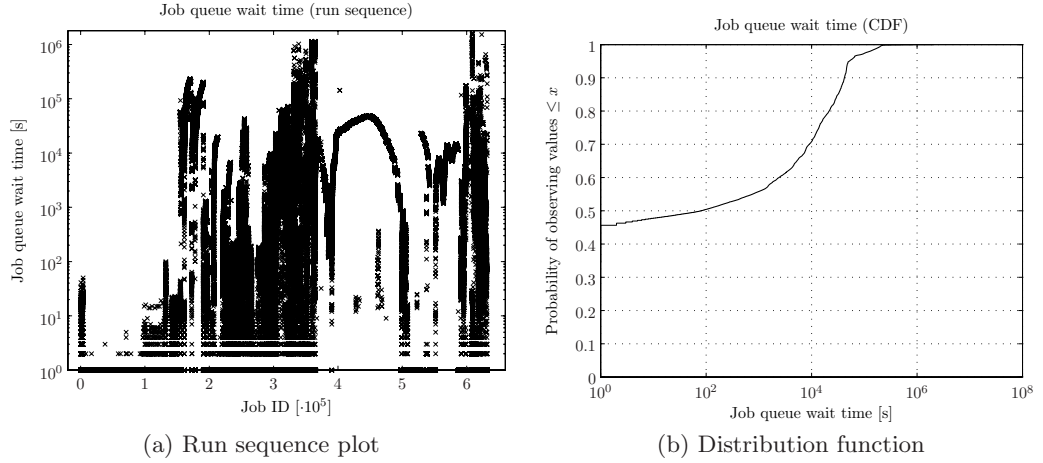 Job queue wait time (run sequence)
10^6
10^5
10^4
10^3
10^2
10^1
10^0
Job queue wait time [s]
0 1 2 3 4 5 6
Job ID [·10^5]
(a) Run sequence plot
Job queue wait time (CDF)
1
0.9
0.8
0.7
0.6
0.5
0.4
0.3
0.2
0.1
0
Probability of observing values ≤ x
10^0 10^2 10^4 10^6 10^8
Job queue wait time [s]
(b) Distribution function